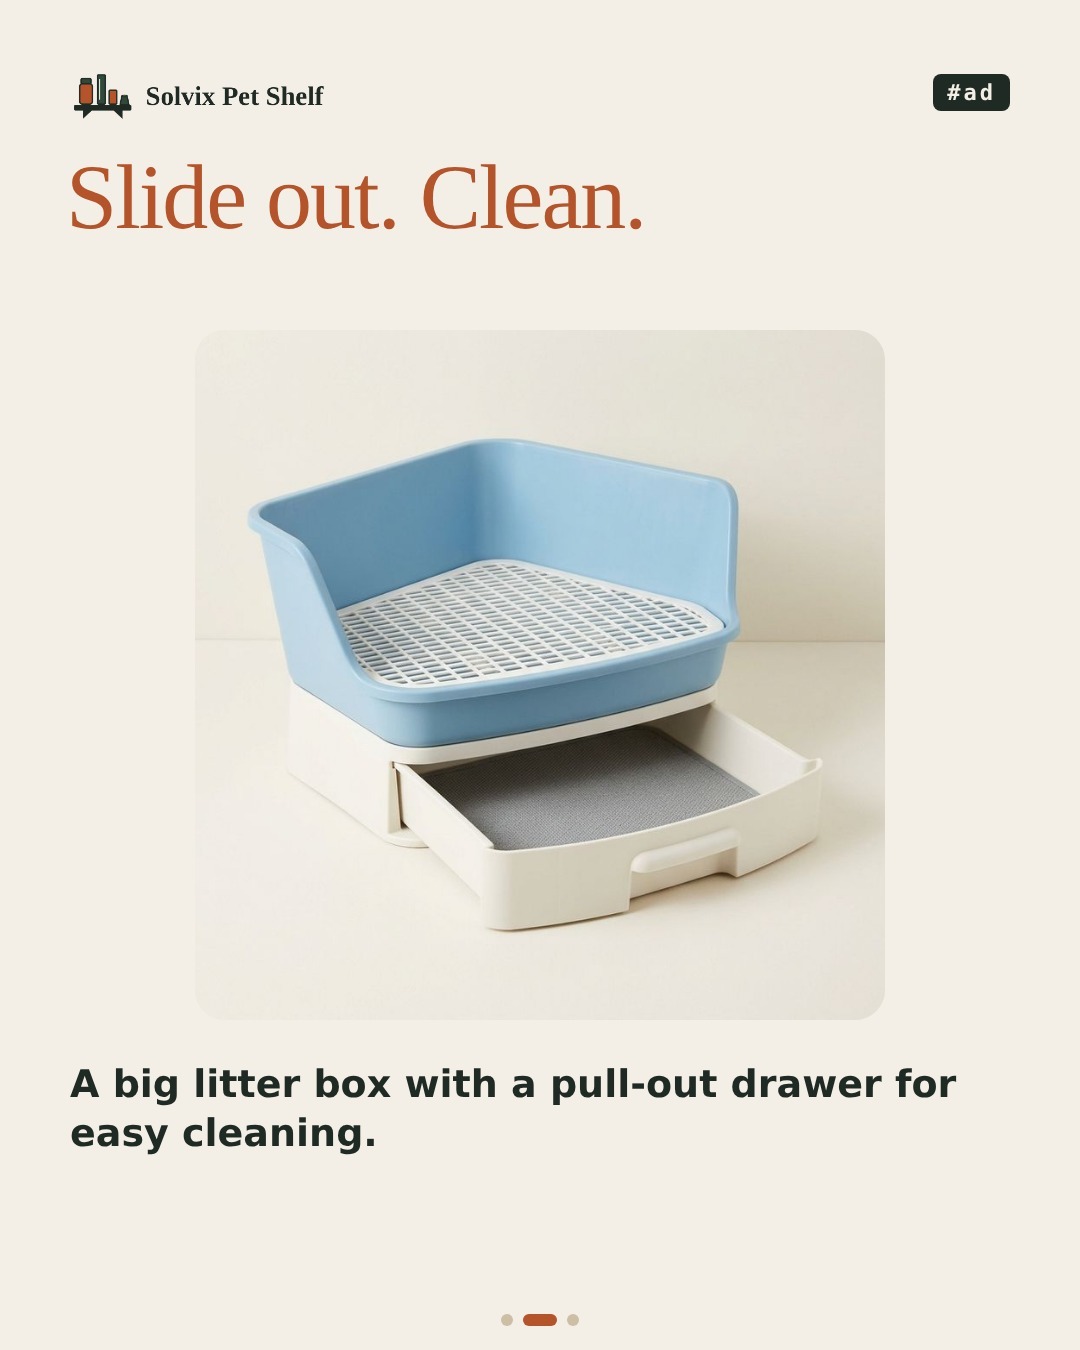 Solvix Pet Shelf
#ad
Slide out. Clean.
A big litter box with a pull-out drawer for
easy cleaning.